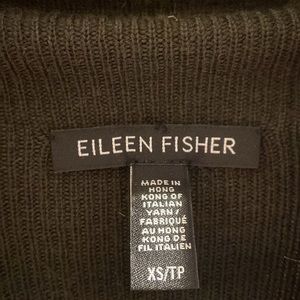 EILEEN FISHER
MADE IN
HONG
KONG OF
ITALIAN
YARN/
FABRIQUÉ
AU HONG
KONG DE
FIL ITALIEN
XS/TP